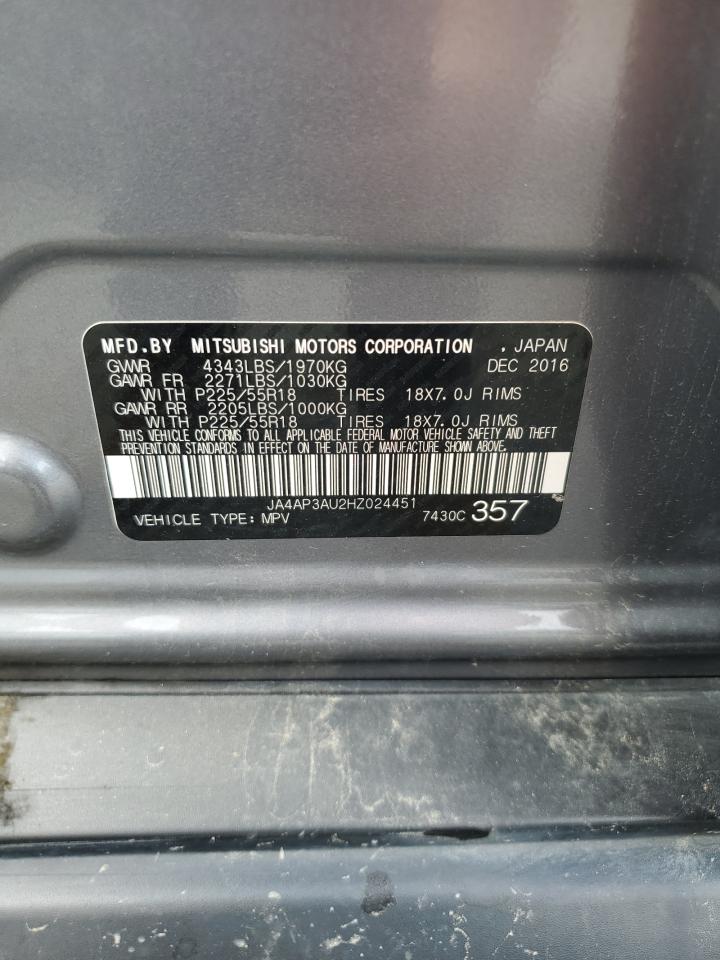 MFD.BY MITSUBISHI MOTORS CORPORATION , JAPAN
GVWR 4343LBS/1970KG DEC 2016
GAWR FR 2271LBS/1030KG
WITH P225/55R18 TIRES 18X7.0J RIMS
GAWR RR 2205LBS/1000KG
WITH P225/55R18 TIRES 18X7.0J RIMS
THIS VEHICLE CONFORMS TO ALL APPLICABLE FEDERAL MOTOR VEHICLE SAFETY AND THEFT
PREVENTION STANDARDS IN EFFECT ON THE DATE OF MANUFACTURE SHOWN ABOVE.
JA4AP3AU2HZ024451
VEHICLE TYPE:MPV 7430C 357